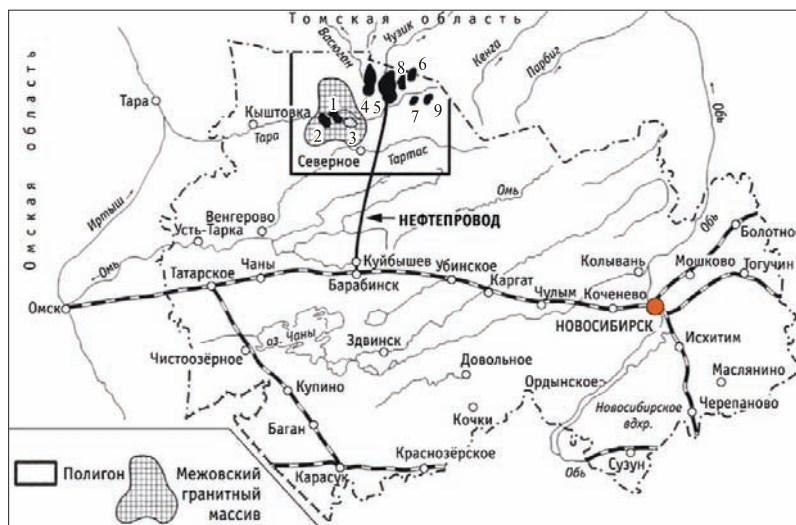 Томская область
Омская область
Васюган
Чузик
Кенга
Парбиг
Обь
Тара
Кыштовка
Тара
1
2
3
4
5
8
6
7
9
Северное
Тартас
Иртыш
Омь
Венгерово
НЕФТЕПРОВОД
Усть-Тарка
Омь
Обь
Болотное
Куйбышев
Колывань
Мошково
Тогучин
Татарское
Чаны
Барабинск
Убинское
Каргат
Чулым
Коченево
Омск
НОВОСИБИРСК
оз. Чаны
Здвинск
Исхитим
Чистоозёрное
Довольное
Маслянино
Купино
Ордынское
Кочки
Новосибирское
вдхр.
Черепаново
Баган
Краснозёрское
Карасук
Обь
Сузун
Полигон
Межовский
гранитный
массив